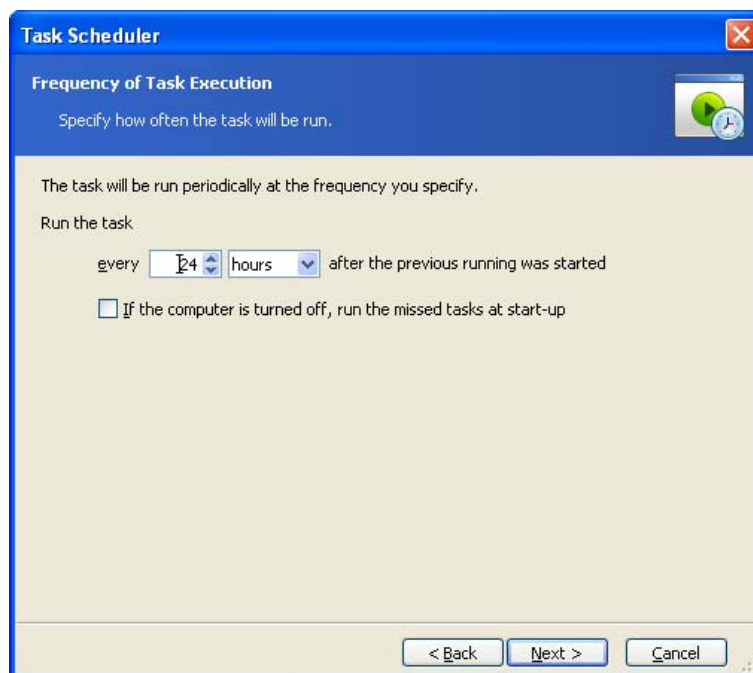 Task Scheduler
Frequency of Task Execution
Specify how often the task will be run.
The task will be run periodically at the frequency you specify.
Run the task
every 24 hours after the previous running was started
If the computer is turned off, run the missed tasks at start-up
< Back Next > Cancel